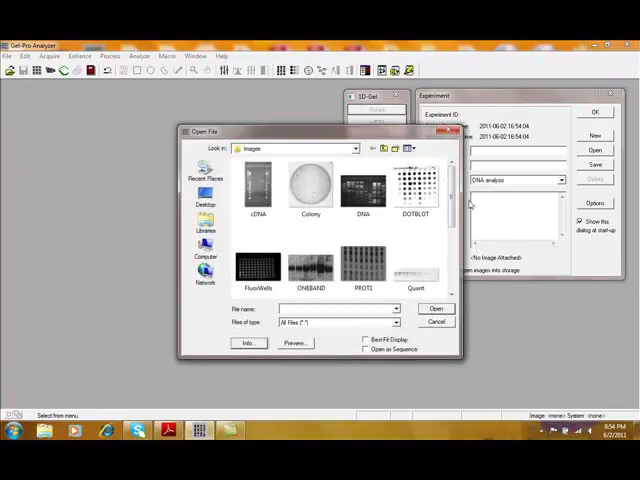 Gel-Pro Analyzer
File Edit Acquire Enhance Process Analyze Macro Window Help
1D-Gel
Experiment
Experiment ID:
2011-06-02 16:54:04
2011-06-02 16:54:04
OK
New
Open
Save
Delete
Options
DNA analysis
Show this
dialog at start-up
<No Image Attached>
open images into storage.
Open File
Look in: Images
Recent Places
Desktop
Libraries
Computer
Network
cDNA Colony DNA DOTBLOT
FluorWells ONEBAND PROT1 Quant
File name: Open
Files of type: All Files (*.*) Cancel
Info... Preview...
Best-Fit Display
Open as Sequence
Select from menu.
Image: <none> System: <none>
8:54 PM
6/2/2011